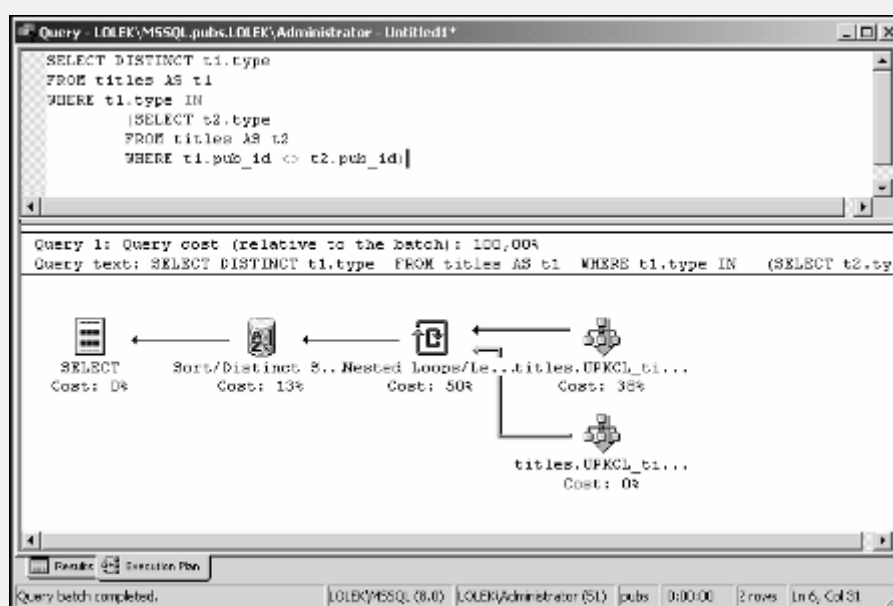 Query - LOLEK\MSSQL.pubs.LOLEK\Administrator - Untitled1*
SELECT DISTINCT t1.type
FROM titles AS t1
WHERE t1.type IN
(SELECT t2.type
FROM titles AS t2
WHERE t1.pub_id <> t2.pub_id)
Query 1: Query cost (relative to the batch): 100,00%
Query text: SELECT DISTINCT t1.type FROM titles AS t1 WHERE t1.type IN (SELECT t2.ty
SELECT Sort/Distinct S... Nested Loops/Le... titles.UPKCL_ti...
Cost: 0% Cost: 13% Cost: 50% Cost: 38%
titles.UPKCL_ti...
Cost: 0%
Results Execution Plan
Query batch completed. LOLEK\MSSQL (8.0) LOLEK\Administrator (51) pubs 0:00:00 2 rows Ln 6, Col 31